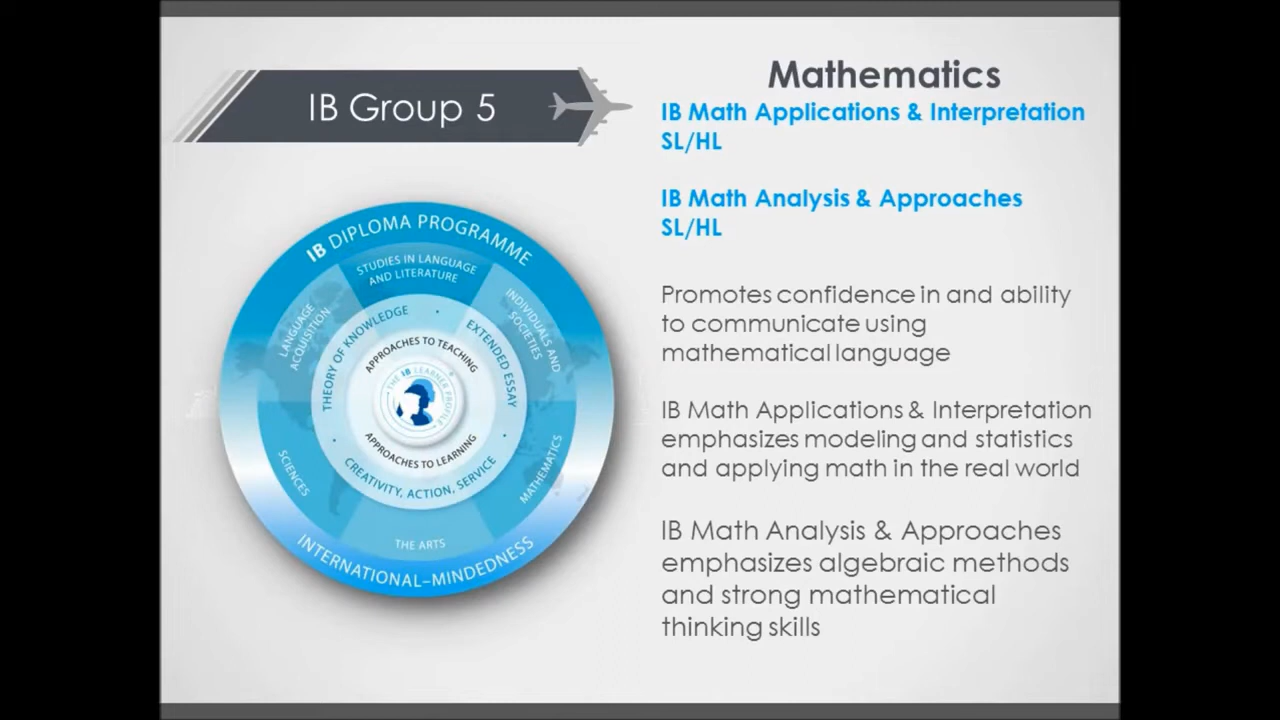 IB Group 5
Mathematics
IB Math Applications & Interpretation
SL/HL
IB Math Analysis & Approaches
SL/HL
Promotes confidence in and ability
to communicate using
mathematical language
IB Math Applications & Interpretation
emphasizes modeling and statistics
and applying math in the real world
IB Math Analysis & Approaches
emphasizes algebraic methods
and strong mathematical
thinking skills
IB DIPLOMA PROGRAMME
STUDIES IN LANGUAGE
AND LITERATURE
LANGUAGE
ACQUISITION
INDIVIDUALS AND
SOCIETIES
THEORY OF KNOWLEDGE
EXTENDED ESSAY
APPROACHES TO TEACHING
THE IB LEARNER PROFILE
APPROACHES TO LEARNING
CREATIVITY, ACTION, SERVICE
SCIENCES
MATHEMATICS
THE ARTS
INTERNATIONAL-MINDEDNESS